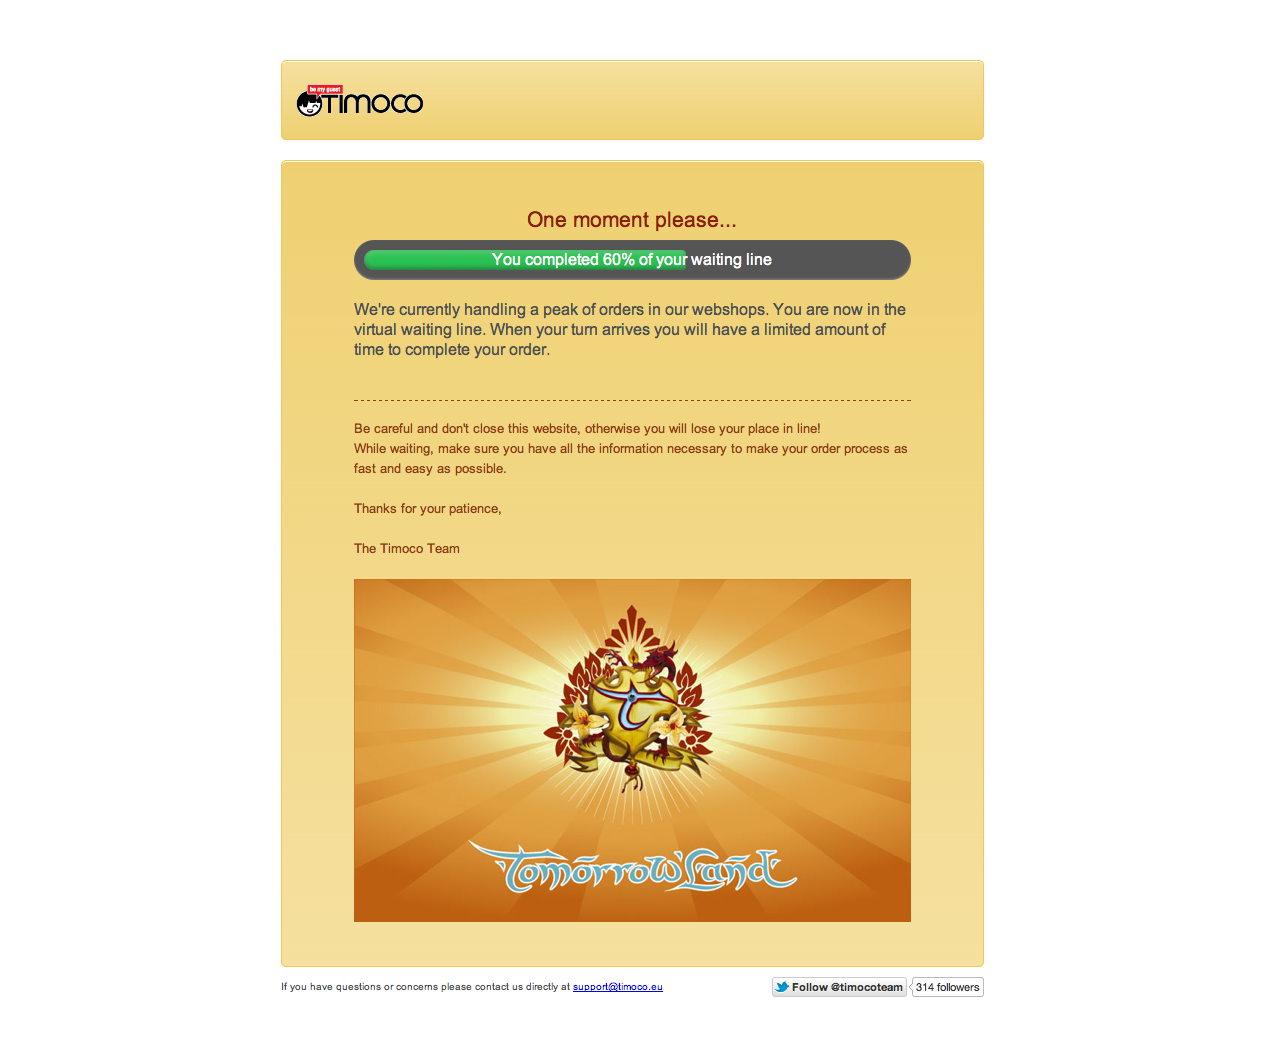 be my guest
TIMOCO
One moment please...
You completed 60% of your waiting line
We're currently handling a peak of orders in our webshops. You are now in the
virtual waiting line. When your turn arrives you will have a limited amount of
time to complete your order.
Be careful and don't close this website, otherwise you will lose your place in line!
While waiting, make sure you have all the information necessary to make your order process as
fast and easy as possible.
Thanks for your patience,
The Timoco Team
t
Tomorrowland
If you have questions or concerns please contact us directly at support@timoco.eu
Follow @timocoteam
314 followers